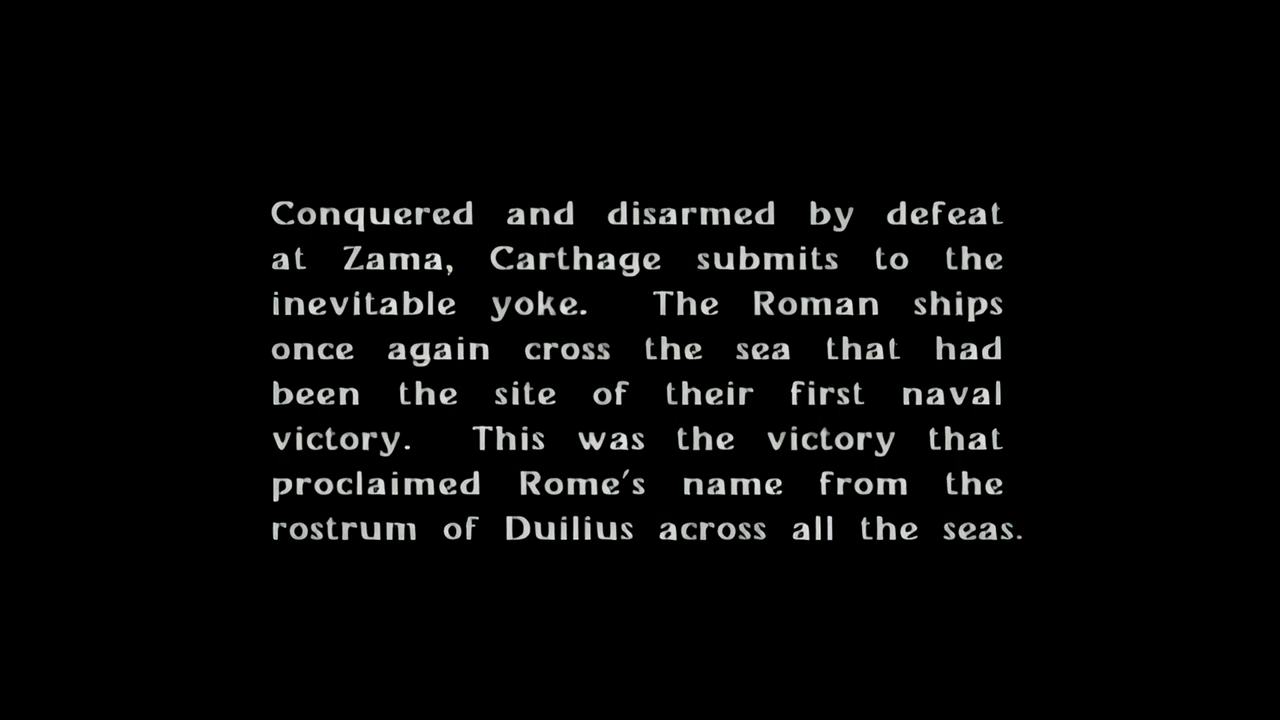 Conquered and disarmed by defeat
at Zama, Carthage submits to the
inevitable yoke. The Roman ships
once again cross the sea that had
been the site of their first naval
victory. This was the victory that
proclaimed Rome's name from the
rostrum of Duilius across all the seas.